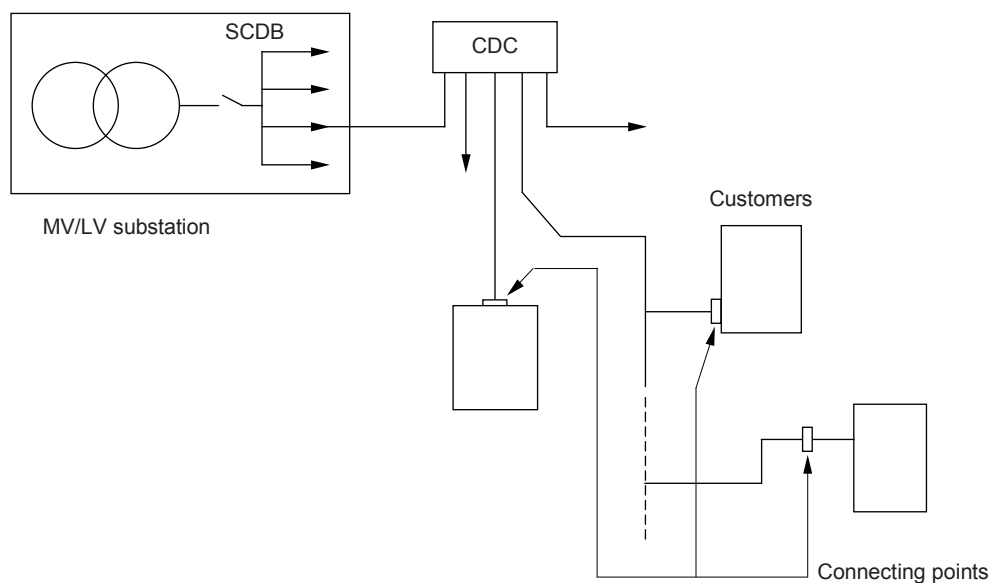 SCDB
CDC
MV/LV substation
Customers
Connecting points